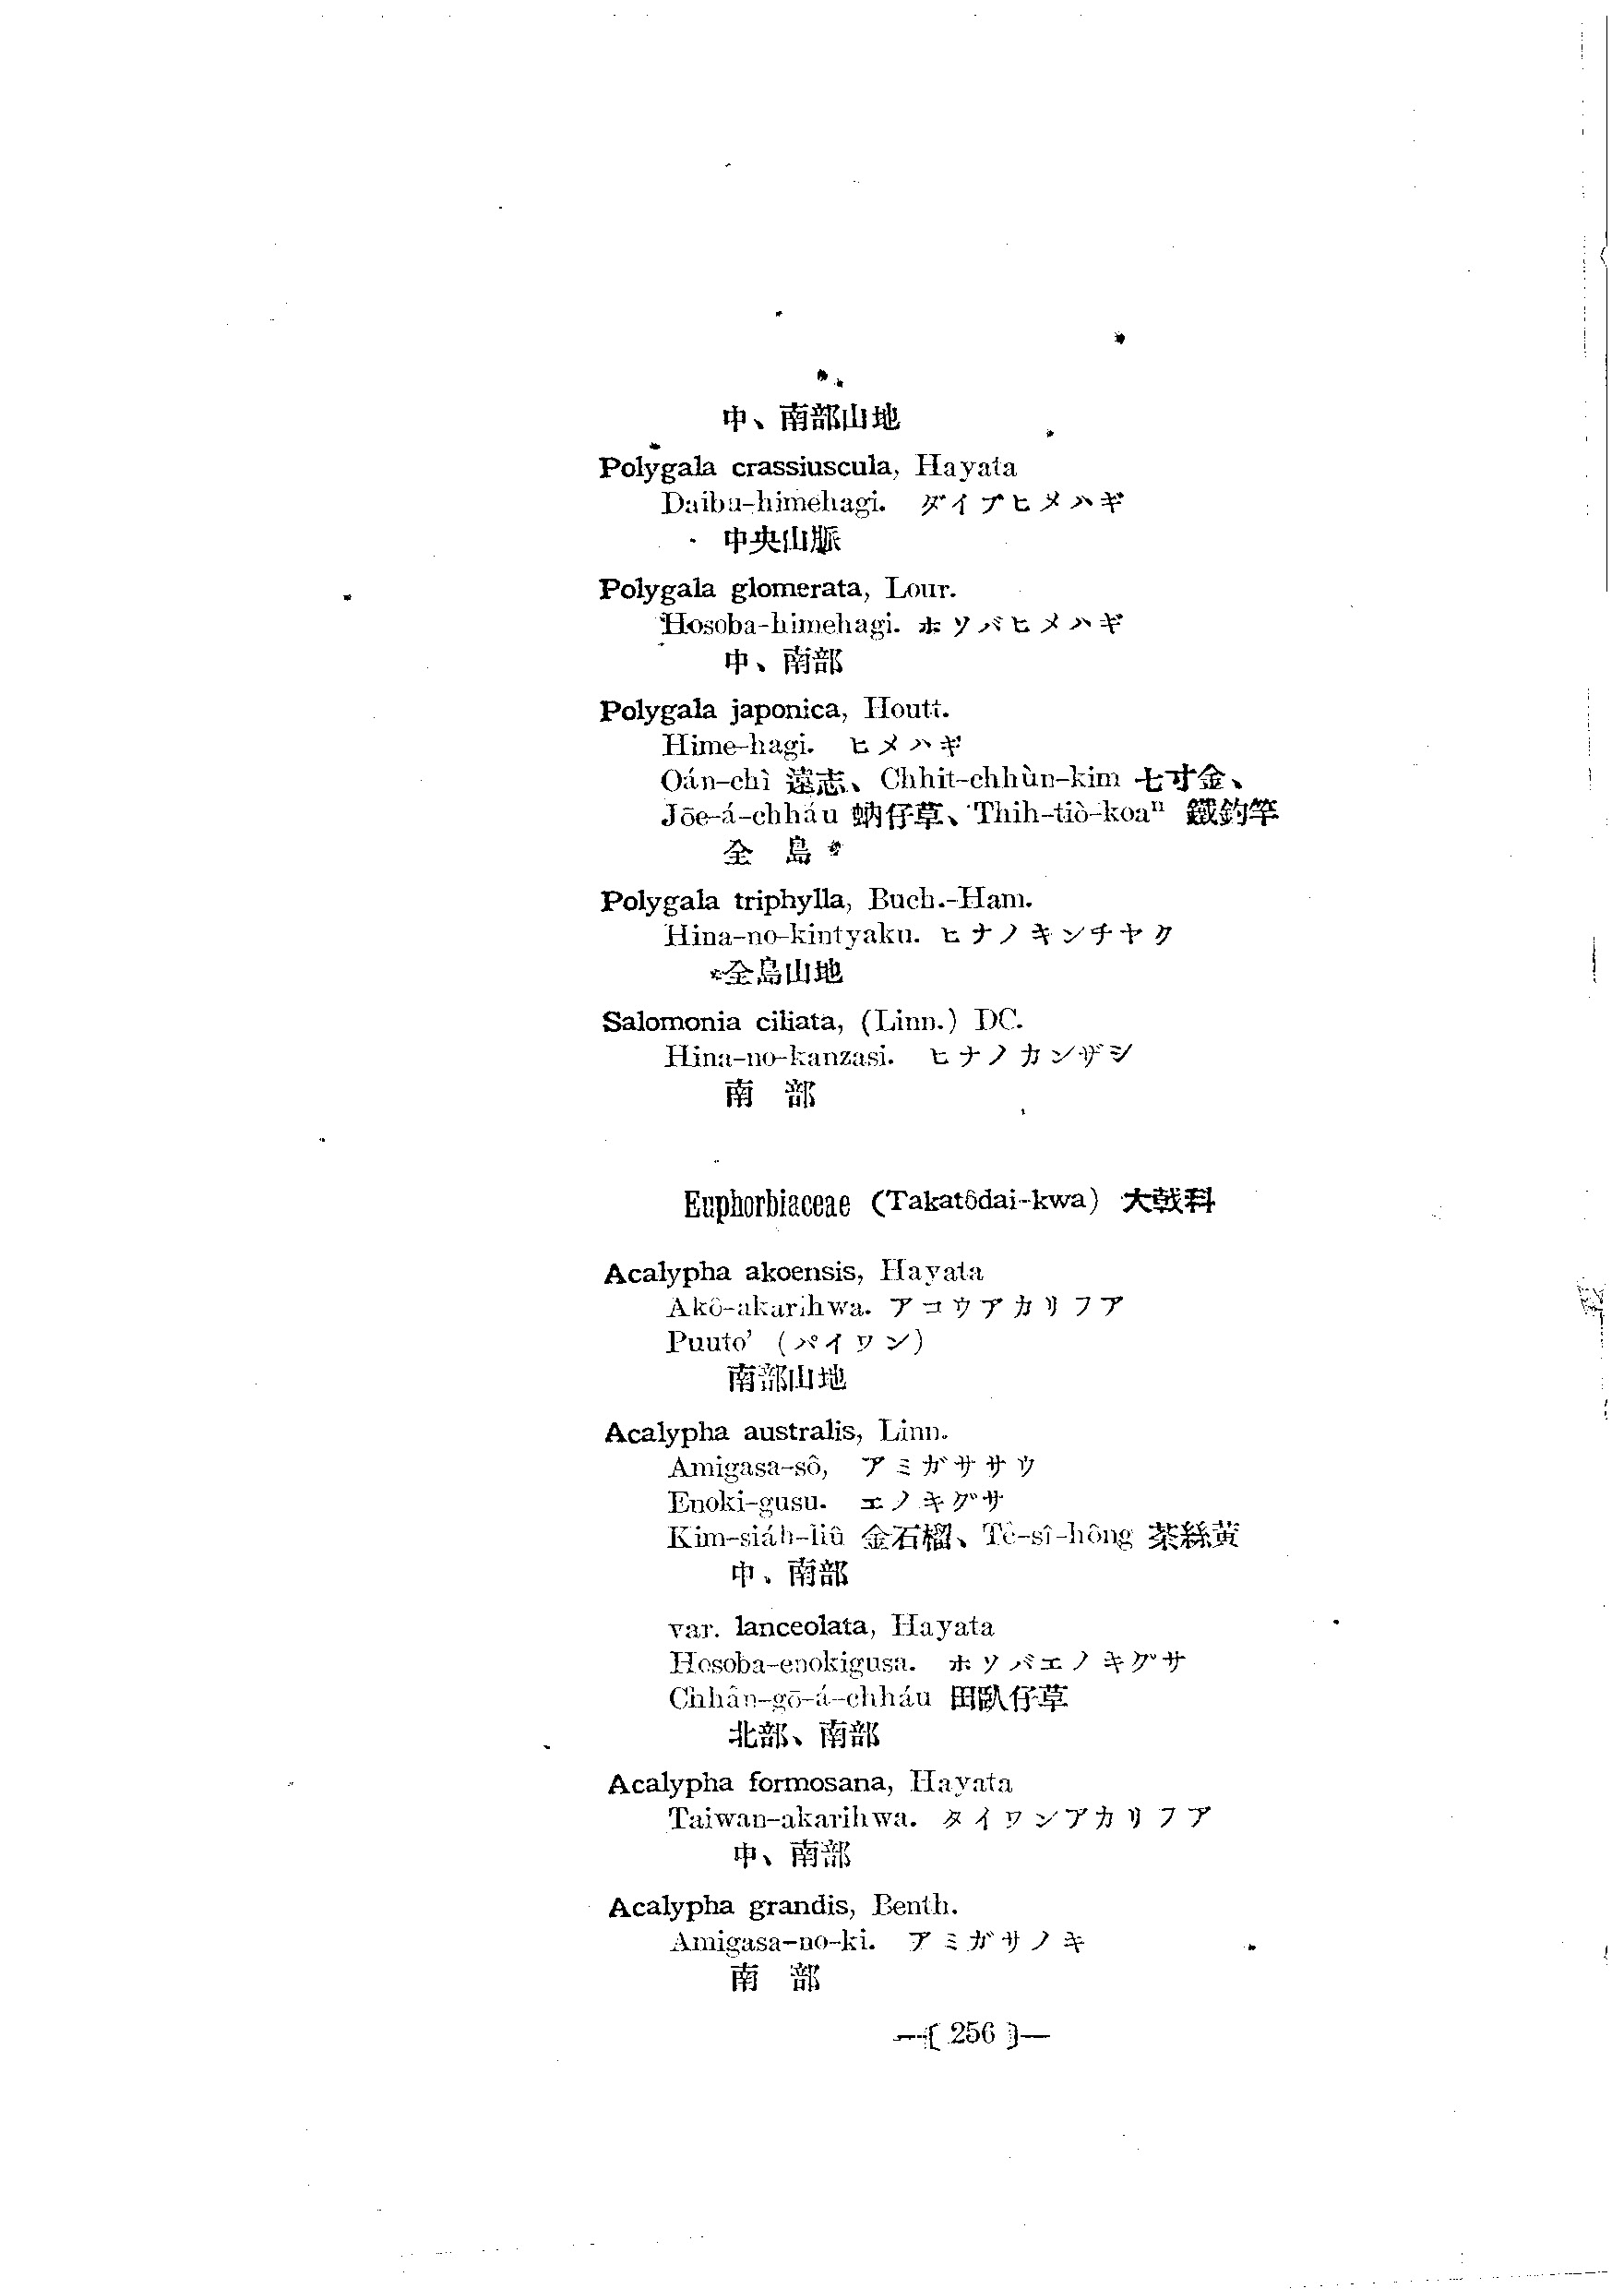 中、南部山地
Polygala crassiuscula, Hayata
Daibu-himehagi. ダイブヒメハギ
中央山脈
Polygala glomerata, Lour.
Hosoba-himehagi. ホソバヒメハギ
中、南部
Polygala japonica, Houtt.
Hime-hagi. ヒメハギ
Oán-chì 遠志、Chhit-chhùn-kim 七寸金、
Jōe-á-chháu 蚋仔草、Thih-tiò-koaⁿ 鐵釣竿
全 島
Polygala triphylla, Buch.-Ham.
Hina-no-kintyaku. ヒナノキンチヤク
全島山地
Salomonia ciliata, (Linn.) DC.
Hina-no-kanzasi. ヒナノカンザシ
南 部
Euphorbiaceae (Takatôdai-kwa) 大戟科
Acalypha akoensis, Hayata
Akô-akarihwa. アコウアカリフア
Puuto' (パイワン)
南部山地
Acalypha australis, Linn.
Amigasa-sô, アミガササウ
Enoki-gusu. エノキグサ
Kim-siáh-liû 金石榴、Tê-sî-hông 茶絲黃
中、南部
var. lanceolata, Hayata
Hosoba-enokigusa. ホソバエノキグサ
Chhân-gō-á-chháu 田臥仔草
北部、南部
Acalypha formosana, Hayata
Taiwan-akarihwa. タイワンアカリフア
中、南部
Acalypha grandis, Benth.
Amigasa-no-ki. アミガサノキ
南 部
—( 256 )—